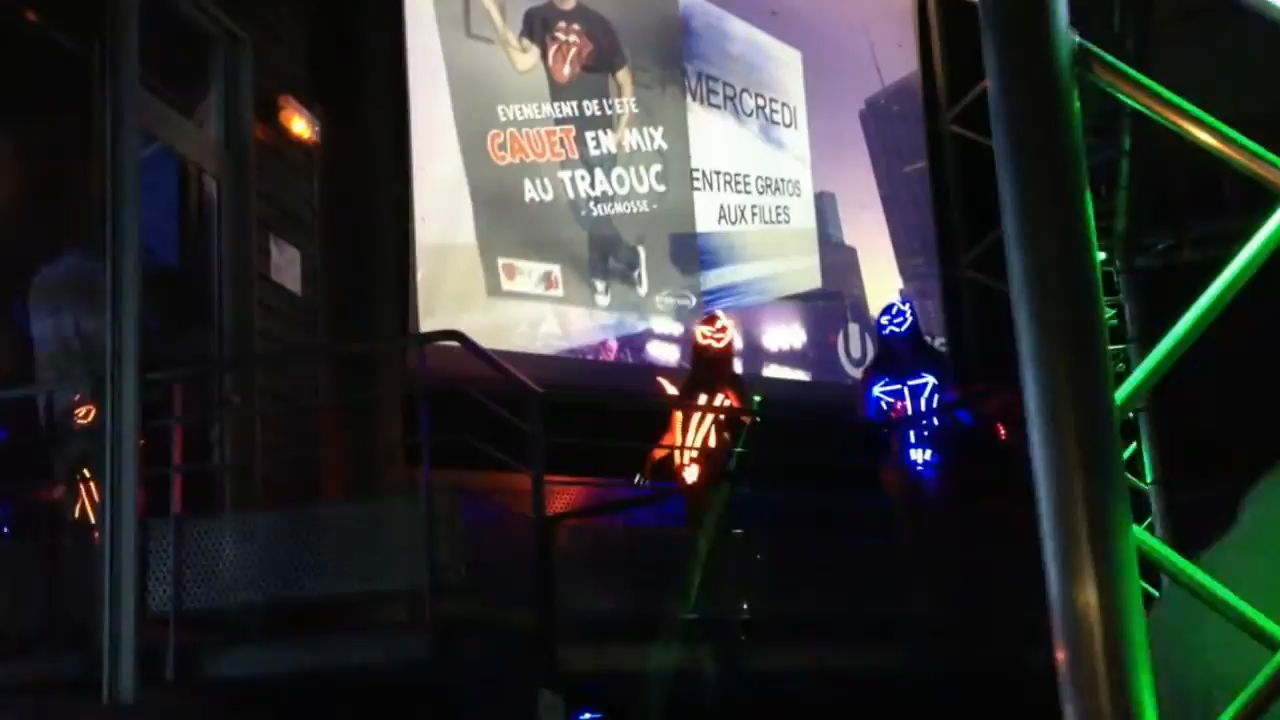 EVENEMENT DE L'ETE
CAUET EN MIX
AU TRAOUC
- SEIGNOSSE -
MERCREDI
ENTREE GRATOS
AUX FILLES